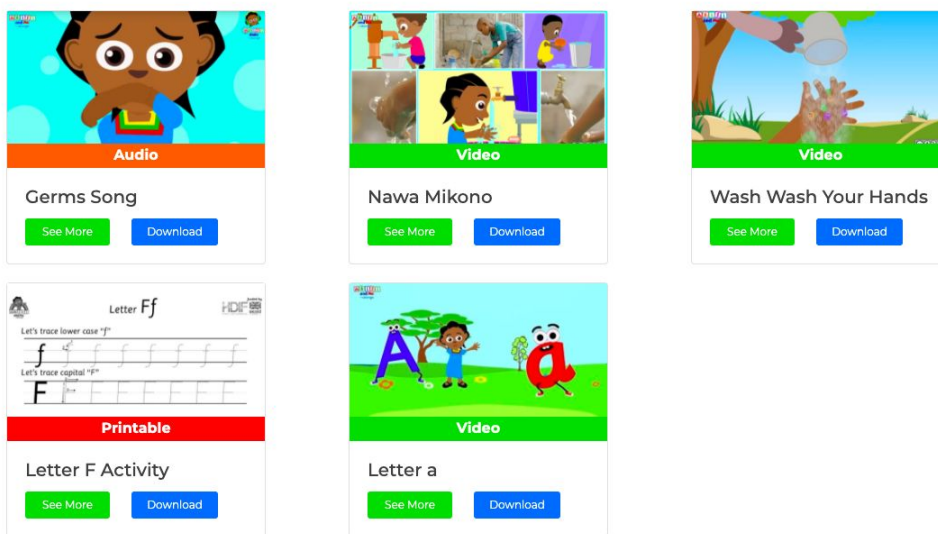 Audio
Germs Song
See More Download
Video
Nawa Mikono
See More Download
Video
Wash Wash Your Hands
See More Download
Letter Ff
HDIF
Let's trace lower case "f"
f f f f f f f f
Let's trace capital "F"
F F F F F F F F
Printable
Letter F Activity
See More Download
A a
Video
Letter a
See More Download